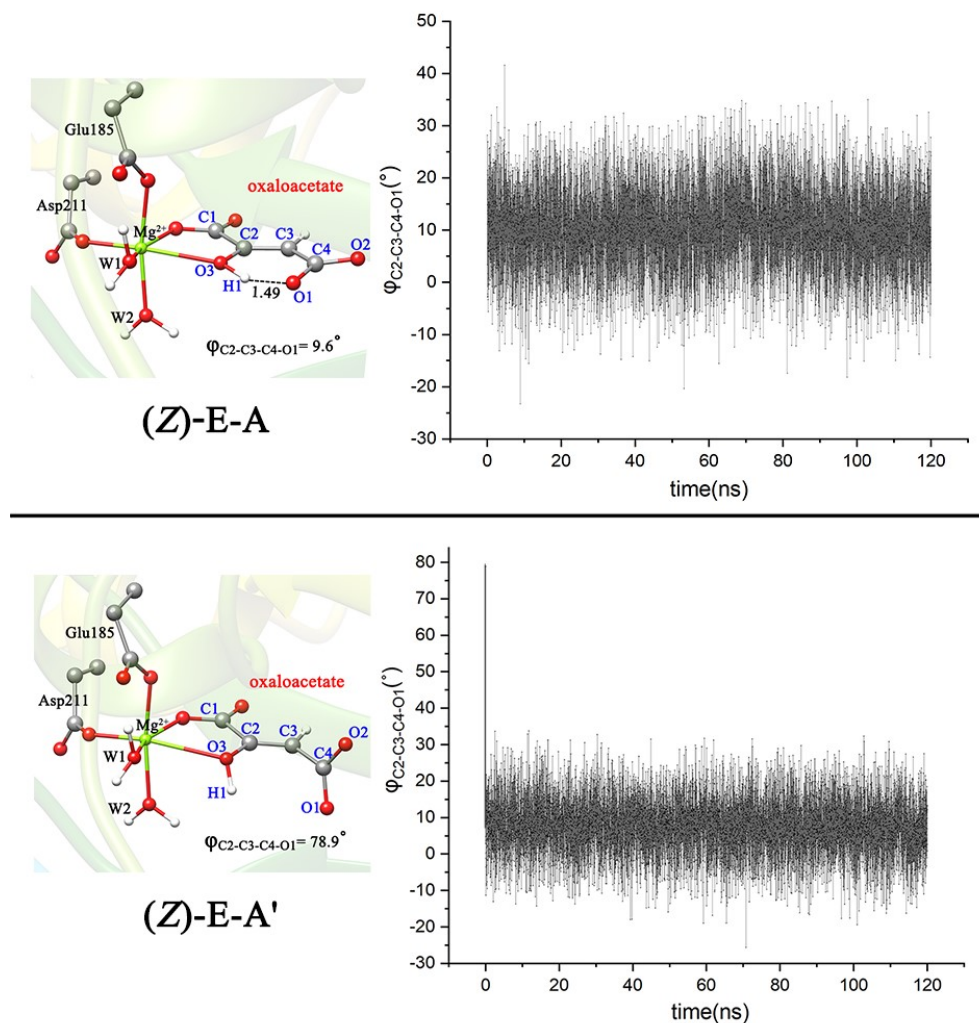 Glu185
Asp211
oxaloacetate
Mg²⁺
C1
C2
C3
C4
O2
W1
O3
H1
1.49
O1
W2
φC2-C3-C4-O1= 9.6°
(Z)-E-A
φC2-C3-C4-O1(°)
50
40
30
20
10
0
-10
-20
-30
0 20 40 60 80 100 120
time(ns)
Glu185
Asp211
oxaloacetate
Mg²⁺
C1
C2
C3
C4
O2
W1
O3
H1
O1
W2
φC2-C3-C4-O1= 78.9°
(Z)-E-A'
φC2-C3-C4-O1(°)
80
70
60
50
40
30
20
10
0
-10
-20
-30
0 20 40 60 80 100 120
time(ns)